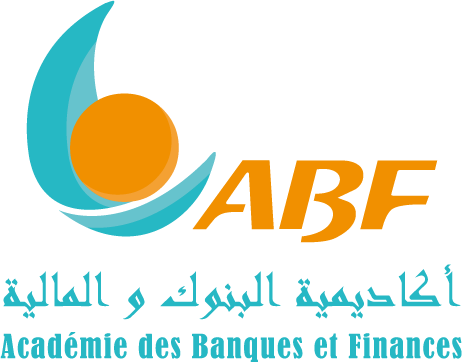 ABF
أكاديمية البنوك و المالية
Académie des Banques et Finances